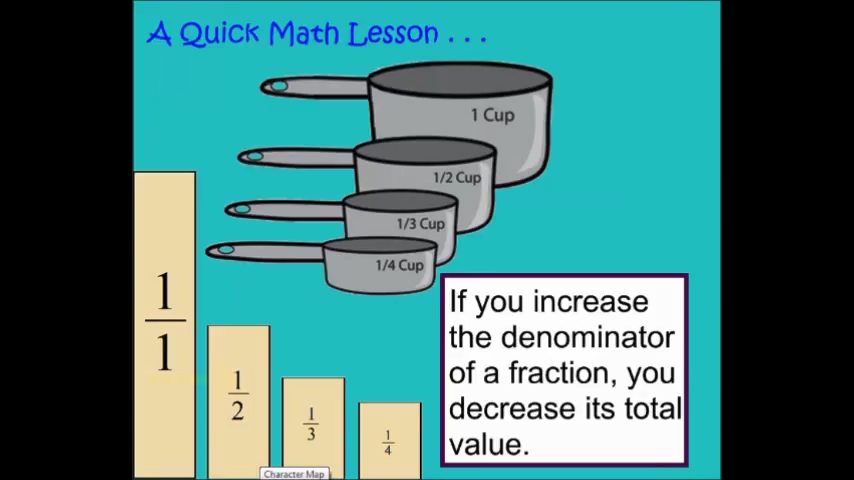 A Quick Math Lesson . . .
1 Cup
1/2 Cup
1/3 Cup
1/4 Cup
1
1
1
2
1
3
1
4
If you increase
the denominator
of a fraction, you
decrease its total
value.
Character Map